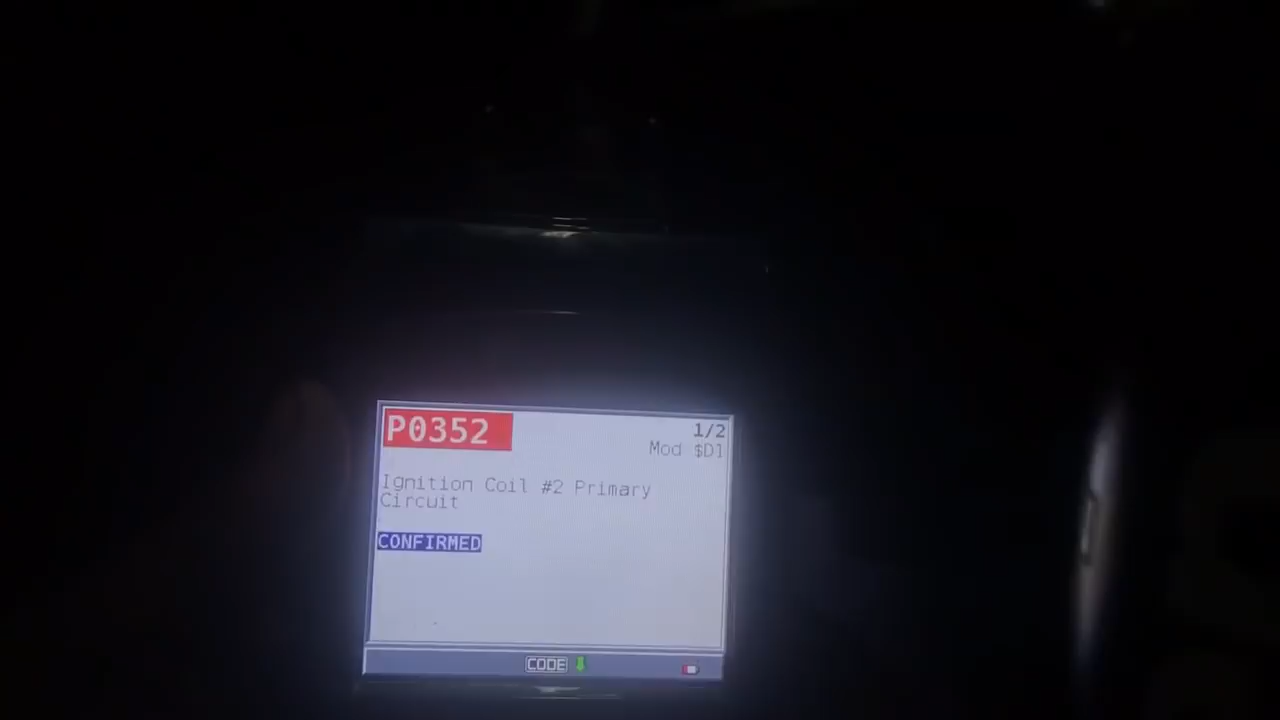 P0352
1/2
Mod $D1
Ignition Coil #2 Primary
Circuit
CONFIRMED
CODE